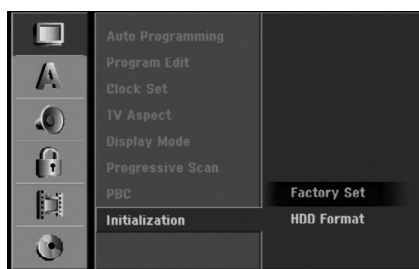 A
Auto Programming
Program Edit
Clock Set
TV Aspect
Display Mode
Progressive Scan
PBC
Initialization
Factory Set
HDD Format